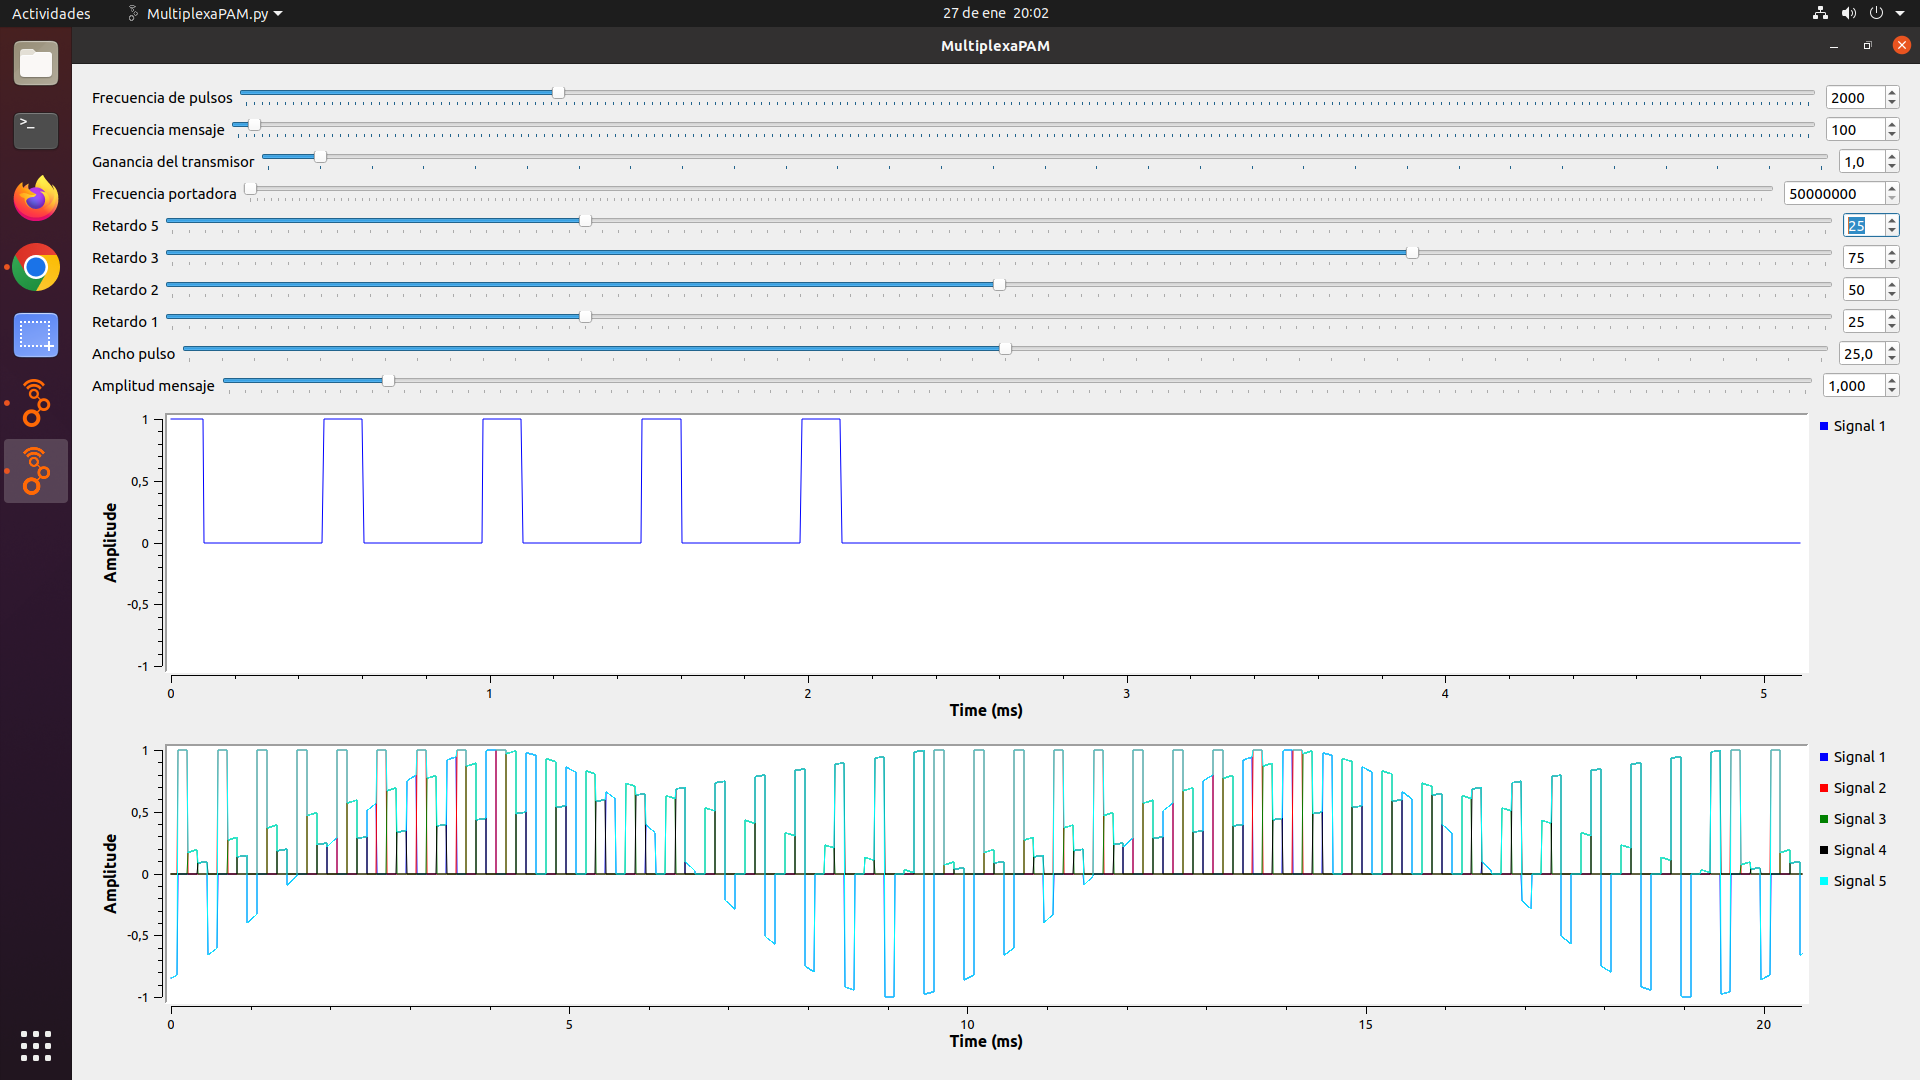 Actividades MultiplexaPAM.py 27 de ene 20:02
MultiplexaPAM
Frecuencia de pulsos 2000
Frecuencia mensaje 100
Ganancia del transmisor 1,0
Frecuencia portadora 50000000
Retardo 5 25
Retardo 3 75
Retardo 2 50
Retardo 1 25
Ancho pulso 25,0
Amplitud mensaje 1,000
Amplitude
1
0,5
0
-0,5
-1
Signal 1
0 1 2 3 4 5
Time (ms)
Amplitude
1
0,5
0
-0,5
-1
Signal 1
Signal 2
Signal 3
Signal 4
Signal 5
0 5 10 15 20
Time (ms)